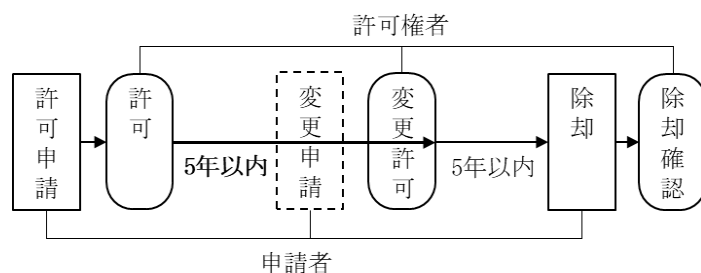 許可権者
許可申請
許可
変更申請
変更許可
除却
除却確認
5年以内
5年以内
申請者